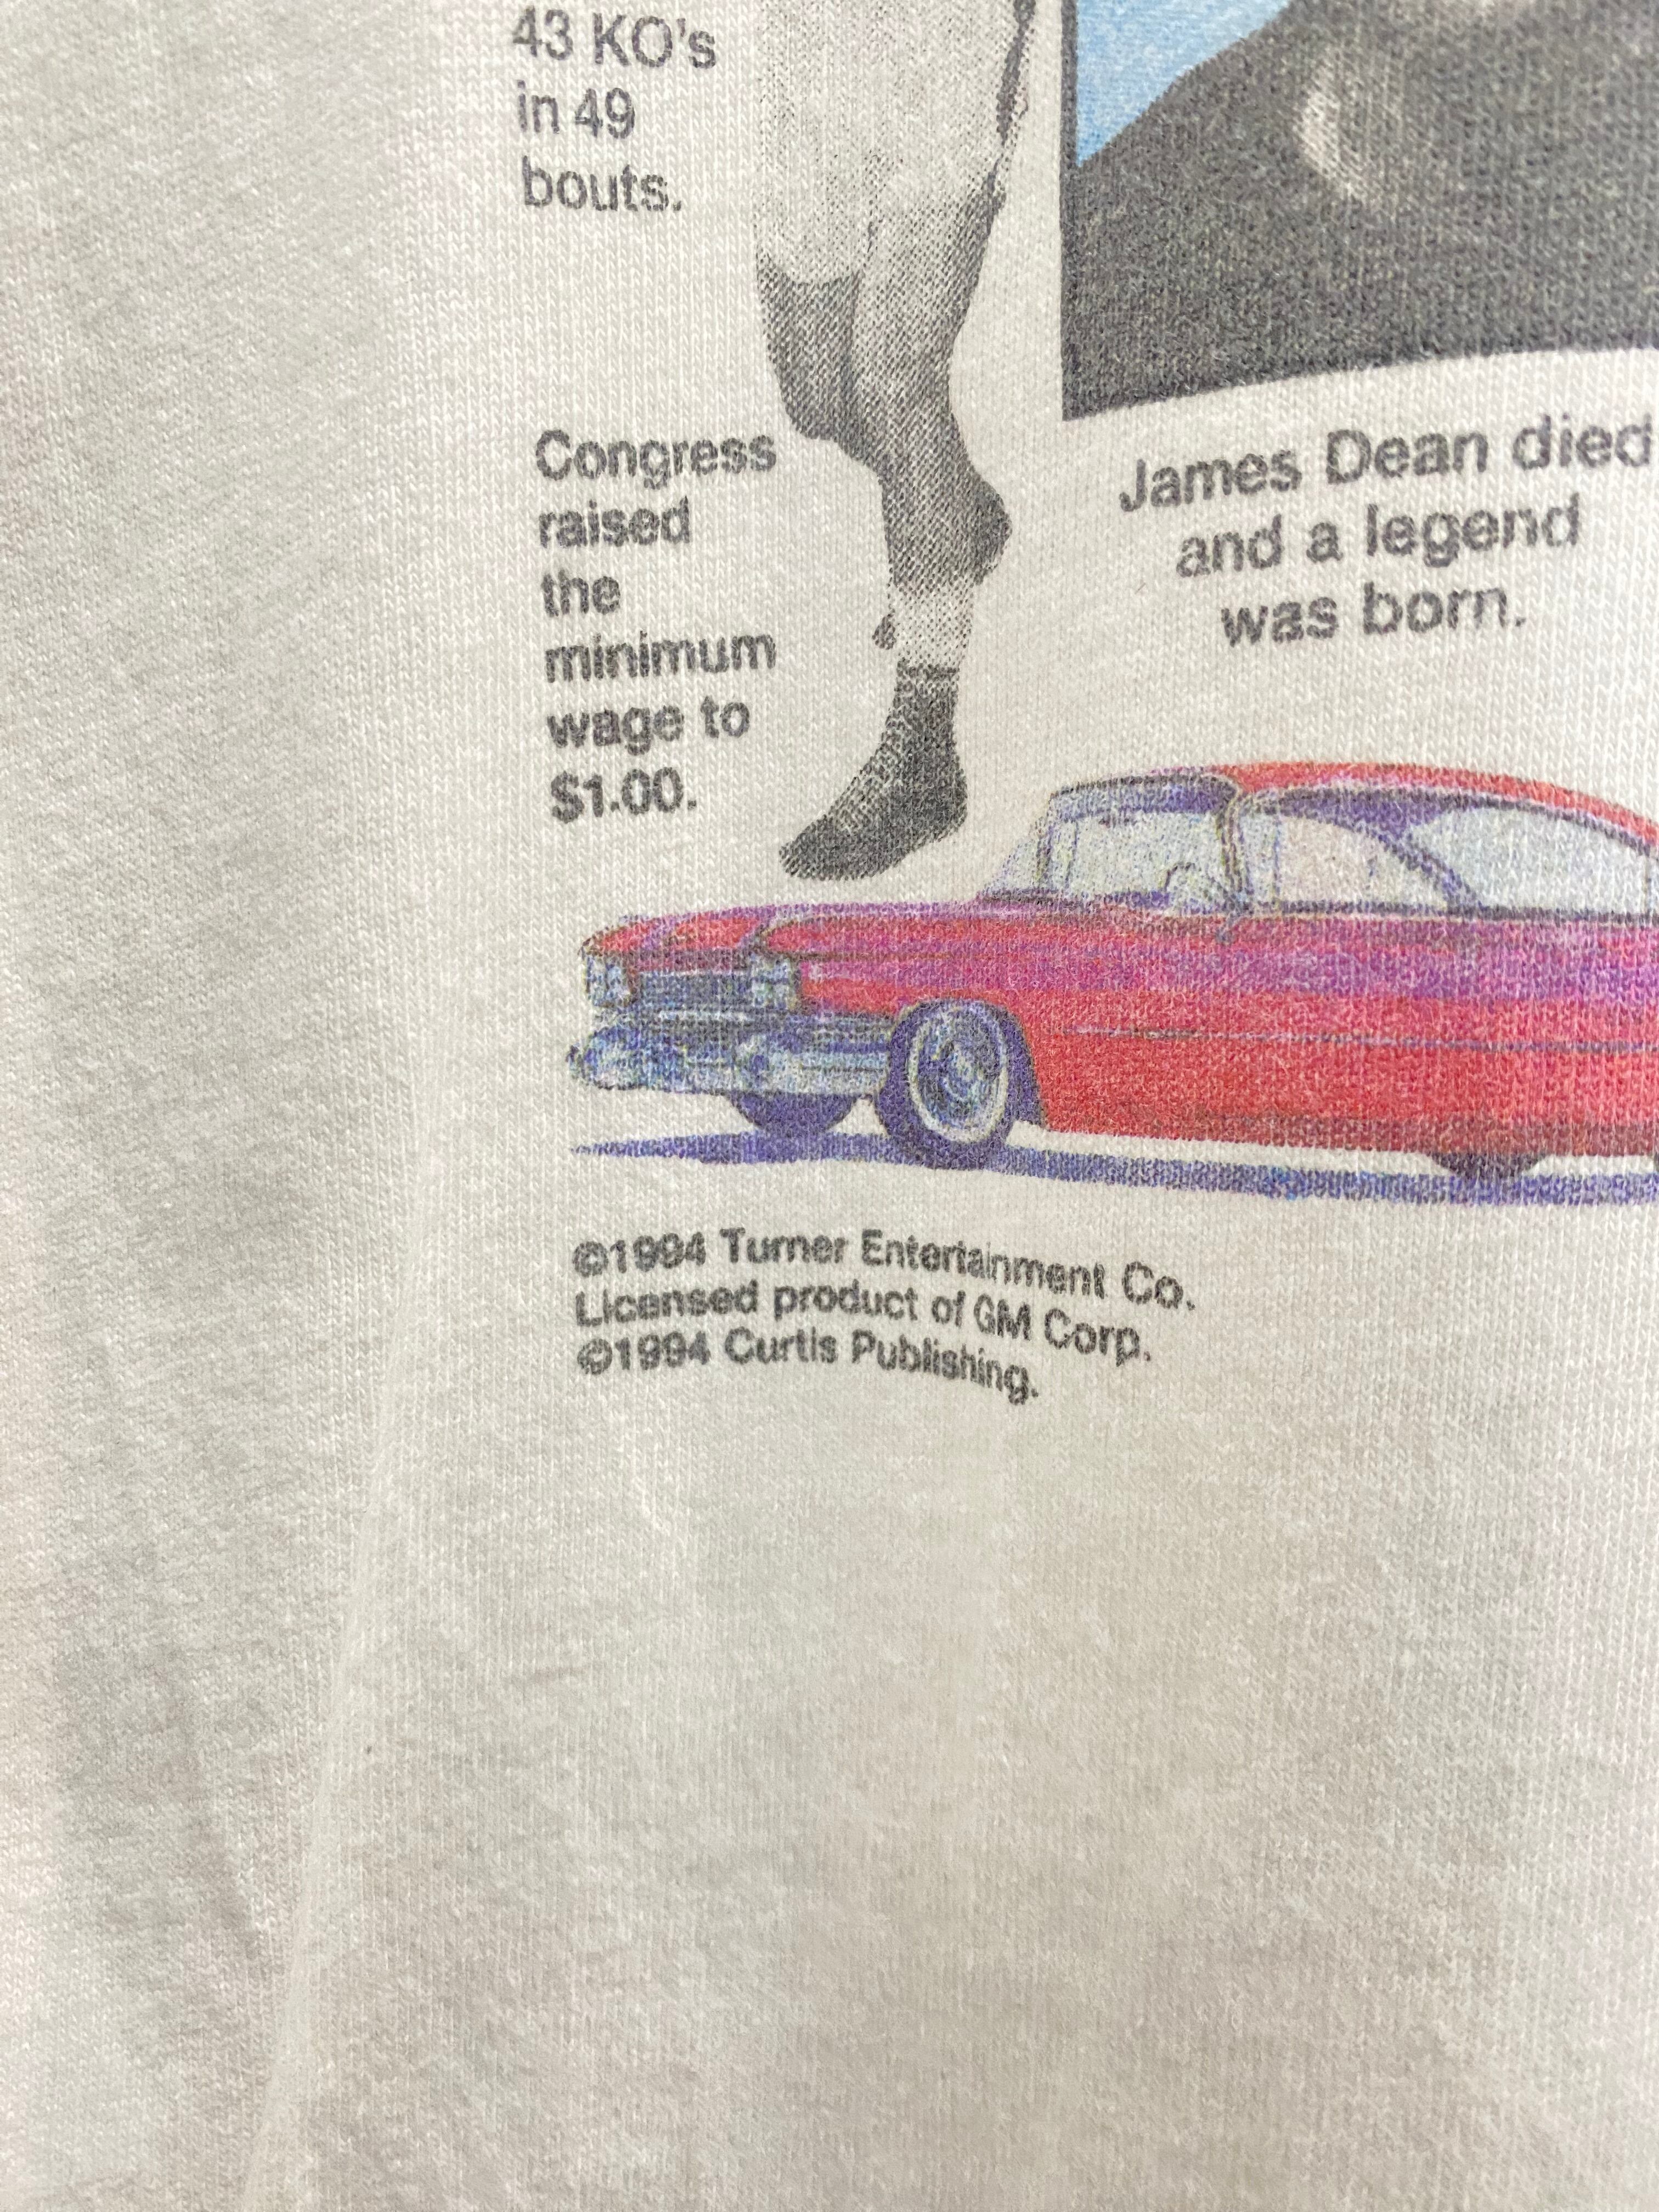 43 KO's
in 49
bouts.
Congress
raised
the
minimum
wage to
$1.00.
James Dean died
and a legend
was born.
©1994 Turner Entertainment Co.
Licensed product of GM Corp.
©1994 Curtis Publishing.